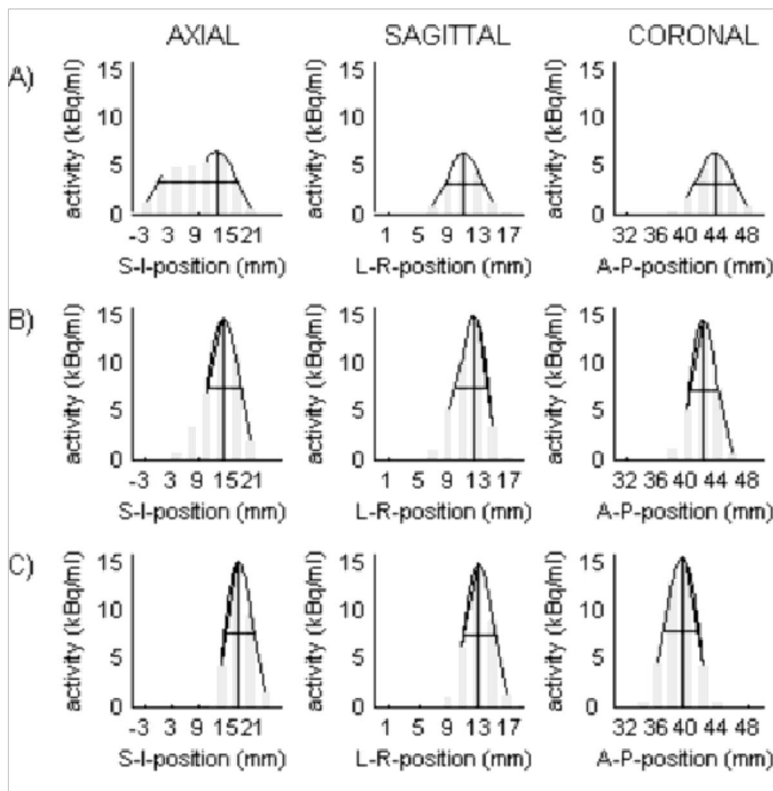 AXIAL SAGITTAL CORONAL
A)
activity (kBq/ml) 15 10 5 0
-3 3 9 15 21
S-I-position (mm)
activity (kBq/ml) 15 10 5 0
1 5 9 13 17
L-R-position (mm)
activity (kBq/ml) 15 10 5 0
32 36 40 44 48
A-P-position (mm)
B)
activity (kBq/ml) 15 10 5 0
-3 3 9 15 21
S-I-position (mm)
activity (kBq/ml) 15 10 5 0
1 5 9 13 17
L-R-position (mm)
activity (kBq/ml) 15 10 5 0
32 36 40 44 48
A-P-position (mm)
C)
activity (kBq/ml) 15 10 5 0
-3 3 9 15 21
S-I-position (mm)
activity (kBq/ml) 15 10 5 0
1 5 9 13 17
L-R-position (mm)
activity (kBq/ml) 15 10 5 0
32 36 40 44 48
A-P-position (mm)